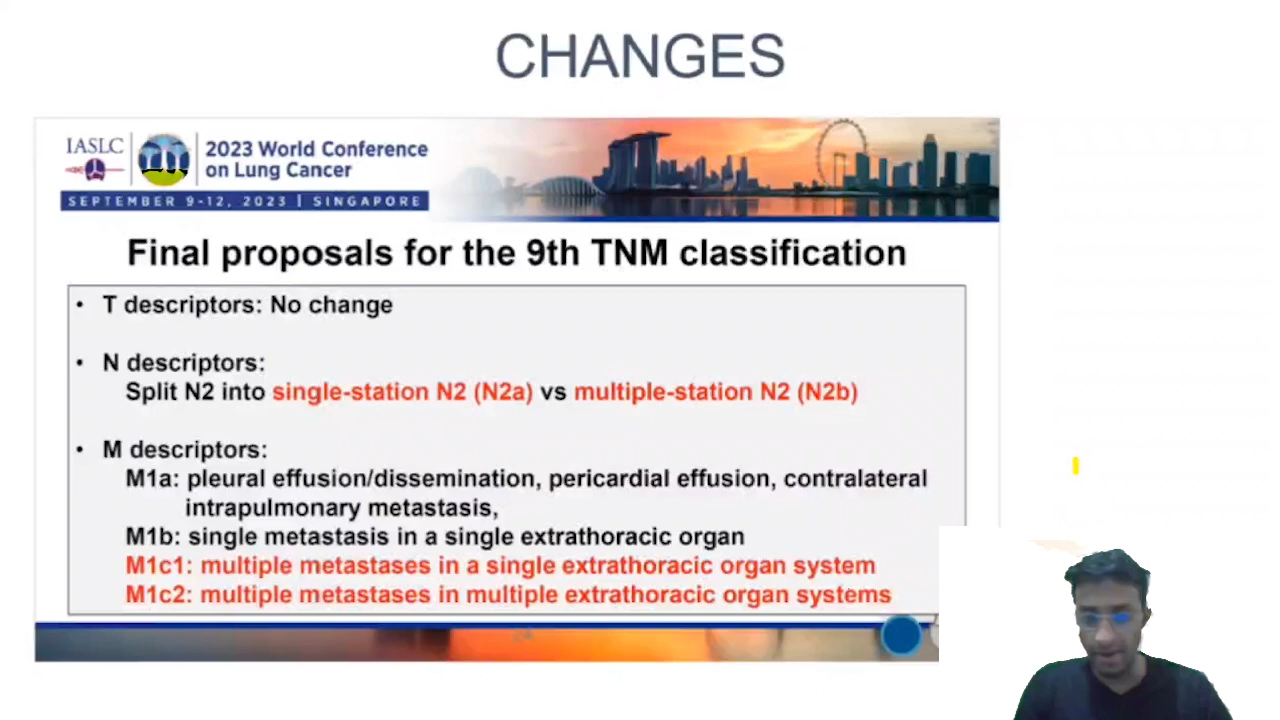 CHANGES
IASLC
2023 World Conference
on Lung Cancer
SEPTEMBER 9-12, 2023 | SINGAPORE
Final proposals for the 9th TNM classification
• T descriptors: No change
• N descriptors:
Split N2 into single-station N2 (N2a) vs multiple-station N2 (N2b)
• M descriptors:
M1a: pleural effusion/dissemination, pericardial effusion, contralateral
intrapulmonary metastasis,
M1b: single metastasis in a single extrathoracic organ
M1c1: multiple metastases in a single extrathoracic organ system
M1c2: multiple metastases in multiple extrathoracic organ systems